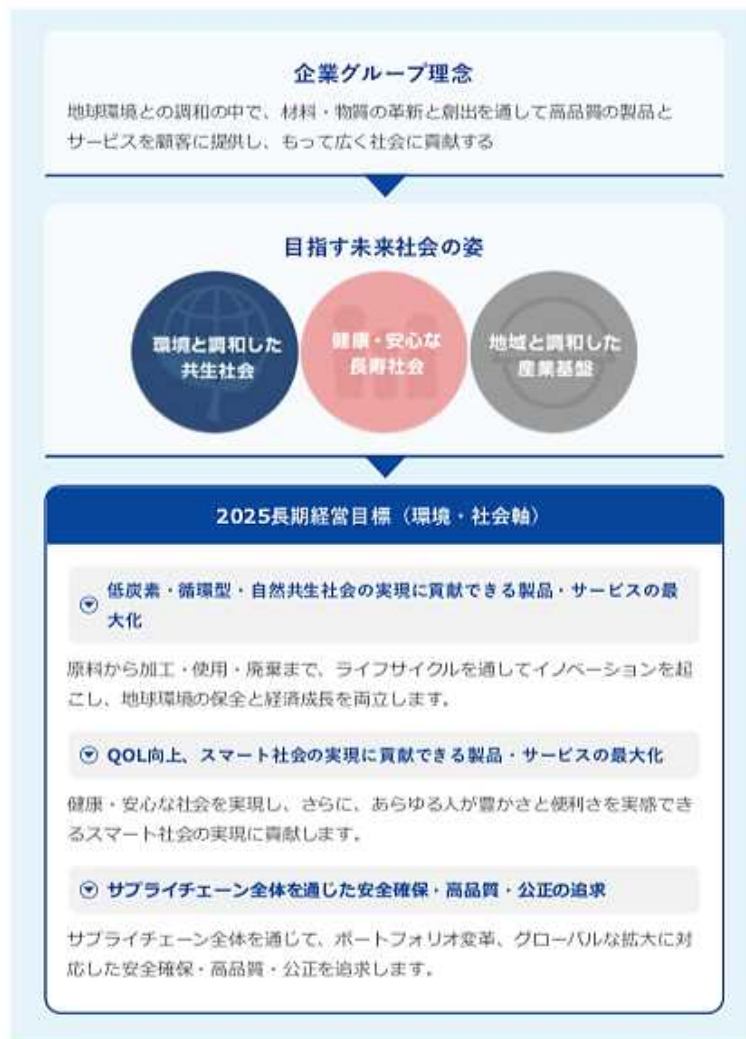 企業グループ理念
地球環境との調和の中で、材料・物質の革新と創出を通して高品質の製品と
サービスを顧客に提供し、もって広く社会に貢献する
目指す未来社会の姿
環境と調和した
共生社会
健康・安心な
長寿社会
地域と調和した
産業基盤
2025長期経営目標（環境・社会軸）
低炭素・循環型・自然共生社会の実現に貢献できる製品・サービスの最
大化
原料から加工・使用・廃棄まで、ライフサイクルを通してイノベーションを起
こし、地球環境の保全と経済成長を両立します。
QOL向上、スマート社会の実現に貢献できる製品・サービスの最大化
健康・安心な社会を実現し、さらに、あらゆる人が豊かさと便利さを実感でき
るスマート社会の実現に貢献します。
サプライチェーン全体を通じた安全確保・高品質・公正の追求
サプライチェーン全体を通じて、ポートフォリオ変革、グローバルな拡大に対
応した安全確保・高品質・公正を追求します。